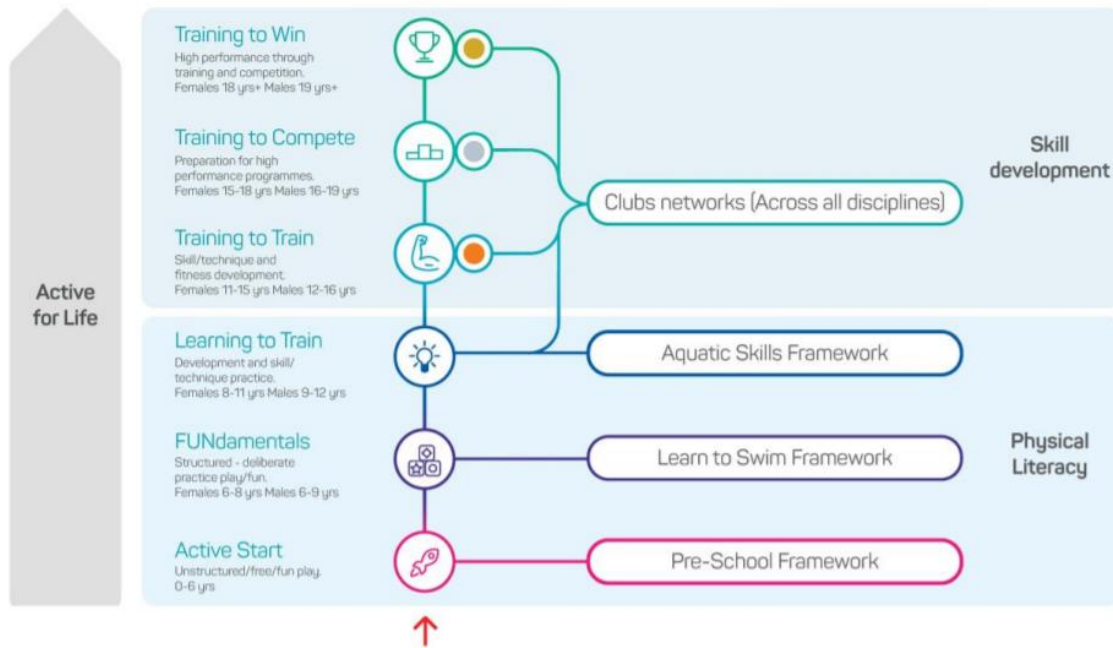 Training to Win
High performance through
training and competition.
Females 18 yrs+ Males 19 yrs+
Training to Compete
Preparation for high
performance programmes.
Females 15-18 yrs Males 16-19 yrs
Training to Train
Skill/technique and
fitness development.
Females 11-15 yrs Males 12-16 yrs
Clubs networks (Across all disciplines)
Skill
development
Active
for Life
Learning to Train
Development and skill/
technique practice.
Females 8-11 yrs Males 9-12 yrs
Aquatic Skills Framework
FUNdamentals
Structured - deliberate
practice play/fun.
Females 6-8 yrs Males 6-9 yrs
Learn to Swim Framework
Physical
Literacy
Active Start
Unstructured/free/fun play.
0-6 yrs
Pre-School Framework